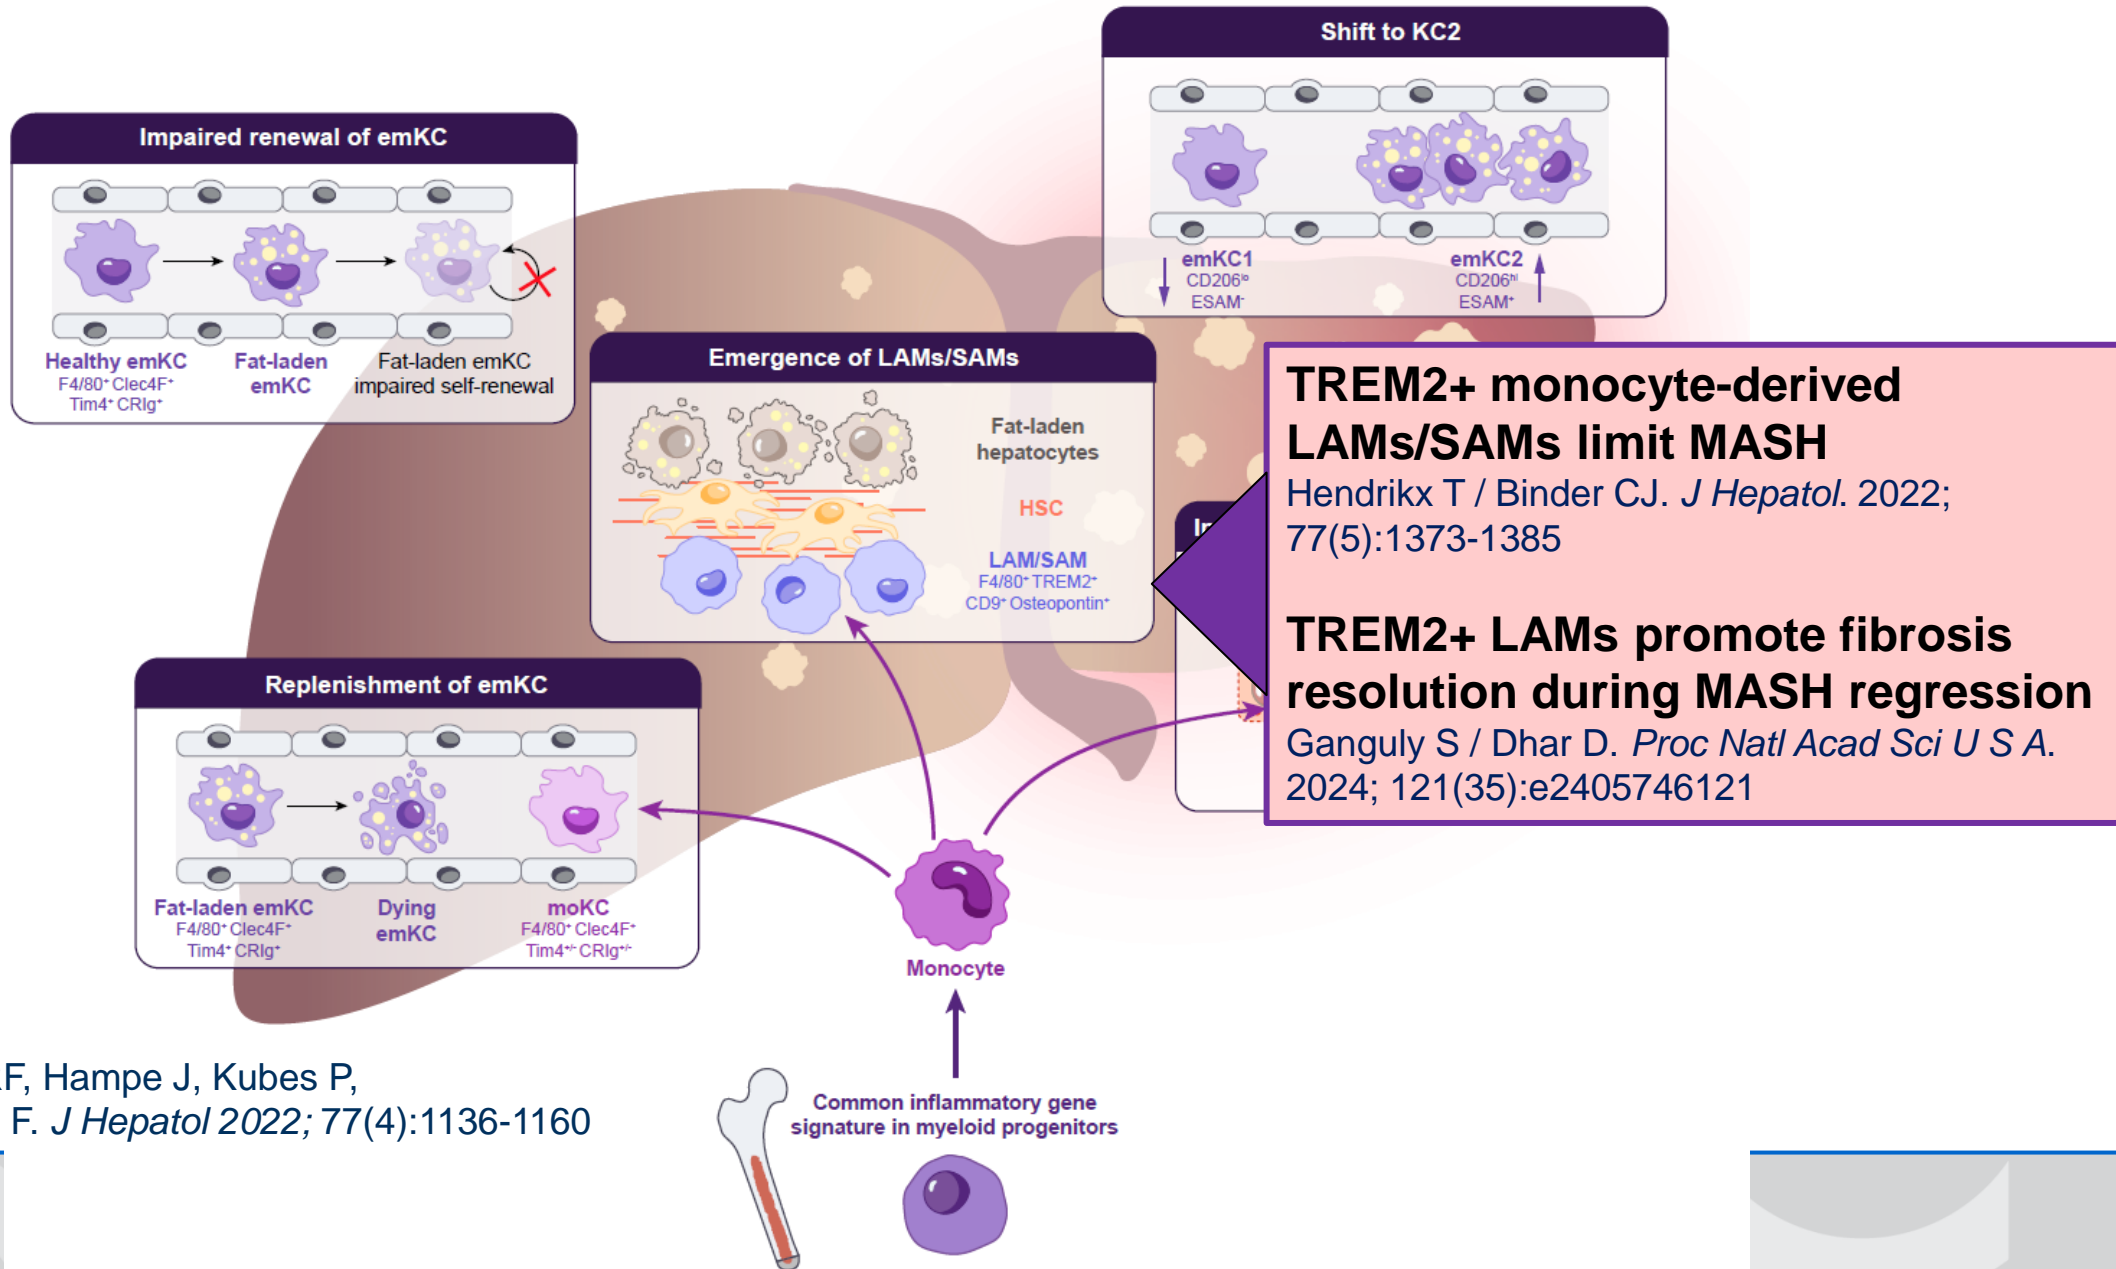 Shift to KC2
emKC1
CD206lo
ESAM-
emKC2
CD206hi
ESAM+
Impaired renewal of emKC
Healthy emKC
F4/80+ Clec4F+
Tim4+ CRIg+
Fat-laden
emKC
Fat-laden emKC
impaired self-renewal
Emergence of LAMs/SAMs
Fat-laden
hepatocytes
HSC
LAM/SAM
F4/80+ TREM2+
CD9+ Osteopontin+
TREM2+ monocyte-derived
LAMs/SAMs limit MASH
Hendrikx T / Binder CJ. J Hepatol. 2022;
77(5):1373-1385
TREM2+ LAMs promote fibrosis
resolution during MASH regression
Ganguly S / Dhar D. Proc Natl Acad Sci U S A.
2024; 121(35):e2405746121
Replenishment of emKC
Fat-laden emKC
F4/80+ Clec4F+
Tim4+ CRIg+
Dying
emKC
moKC
F4/80+ Clec4F+
Tim4+/- CRIg+/-
Monocyte
Common inflammatory gene
signature in myeloid progenitors
F, Hampe J, Kubes P,
F. J Hepatol 2022; 77(4):1136-1160